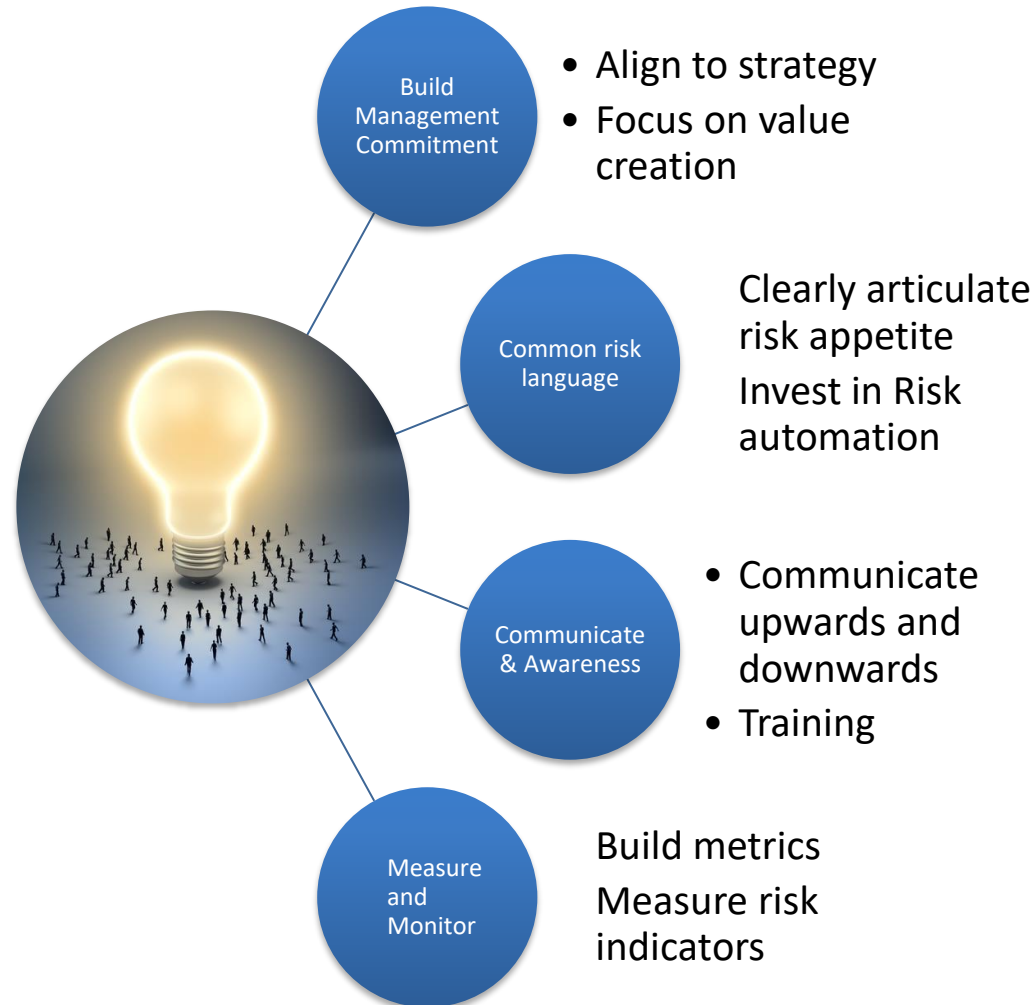 Build
Management
Commitment
• Align to strategy
• Focus on value
creation
Common risk
language
Clearly articulate
risk appetite
Invest in Risk
automation
Communicate
& Awareness
• Communicate
upwards and
downwards
• Training
Measure
and
Monitor
Build metrics
Measure risk
indicators